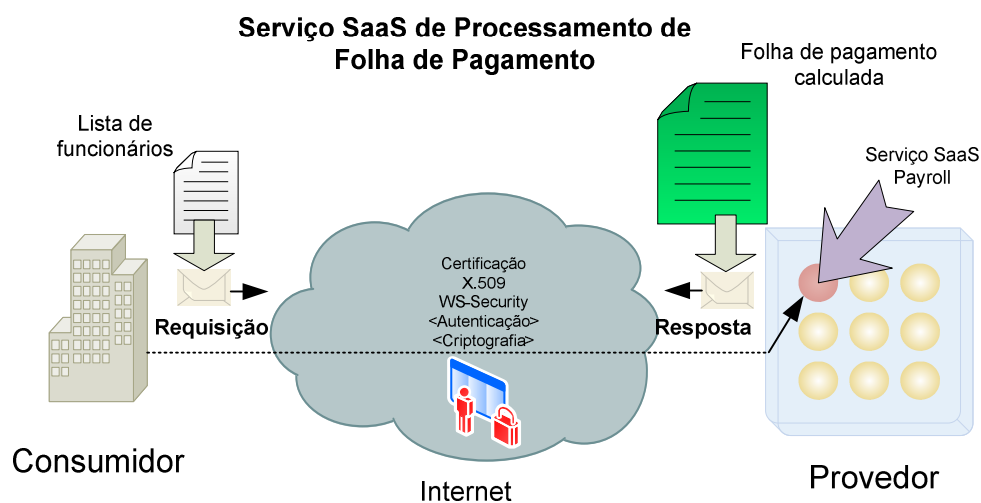 Serviço SaaS de Processamento de
Folha de Pagamento
Folha de pagamento
calculada
Lista de
funcionários
Serviço SaaS
Payroll
Certificação
X.509
WS-Security
<Autenticação>
<Criptografia>
Requisição
Resposta
Consumidor
Internet
Provedor